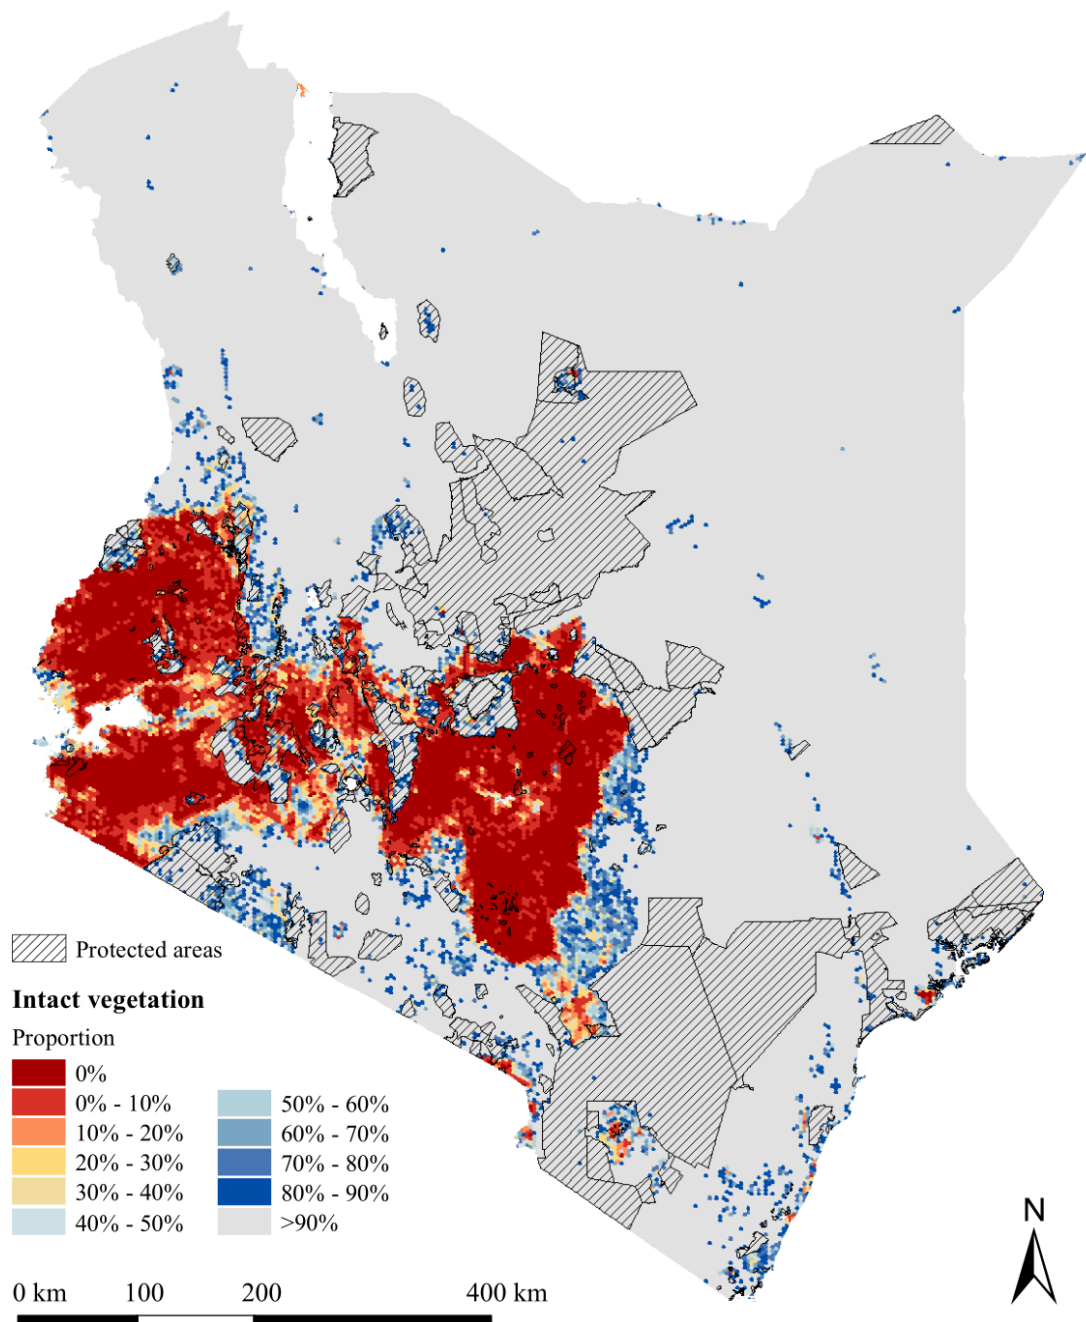 Protected areas
Intact vegetation
Proportion
0%
0% - 10%
10% - 20%
20% - 30%
30% - 40%
40% - 50%
50% - 60%
60% - 70%
70% - 80%
80% - 90%
>90%
N
0 km 100 200 400 km